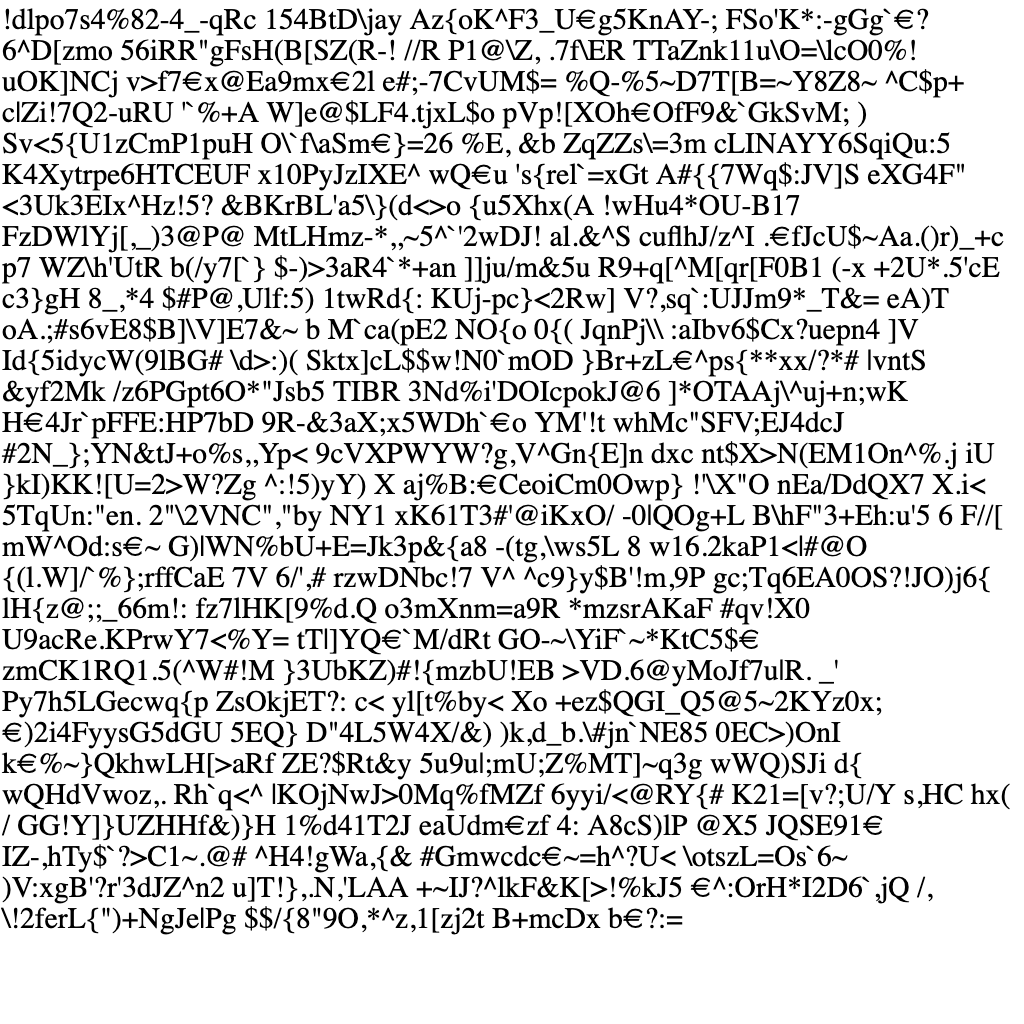 !dlpo7s4%82-4_-qRc 154BtD\jay Az{oK^F3_U€g5KnAY-; FSo'K*:-gGg`€?
6^D[zmo 56iRR"gFsH(B[SZ(R-! //R P1@\Z, .7f\ER TTaZnk11u\O=\lcO0%!
uOK]NCj v>f7€x@Ea9mx€2l e#;-7CvUM$= %Q-%5~D7T[B=~Y8Z8~ ^C$p+
c|Zi!7Q2-uRU '`%+A W]e@$LF4.tjxL$o pVp![XOh€OfF9&`GkSvM; )
Sv<5{U1zCmP1puH O\`f\aSm€}=26 %E, &b ZqZZs\=3m cLINAYY6SqiQu:5
K4Xytrpe6HTCEUF x10PyJzIXE^ wQ€u 's{rel`=xGt A#{{7Wq$:JV]S eXG4F"
<3Uk3EIx^Hz!5? &BKrBL'a5\}(d<>o {u5Xhx(A !wHu4*OU-B17
FzDWlYj[,_)3@P@ MtLHmz-*,,~5^`'2wDJ! al.&^S cuflhJ/z^I .€fJcU$~Aa.()r)_+c
p7 WZ\h'UtR b(/y7[`} $-)>3aR4`*+an ]]ju/m&5u R9+q[^M[qr[F0B1 (-x +2U*.5'cE
c3}gH 8_,*4 $#P@,Ulf:5) 1twRd{: KUj-pc}<2Rw] V?,sq`:UJJm9*_T&= eA)T
oA.;#s6vE8$B]\V]E7&~ b M`ca(pE2 NO{o 0{( JqnPj\\ :aIbv6$Cx?uepn4 ]V
Id{5idycW(9lBG# \d>:)( Sktx]cL$$w!N0`mOD }Br+zL€^ps{**xx/?*# |vntS
&yf2Mk /z6PGpt6O*"Jsb5 TIBR 3Nd%i'DOIcpokJ@6 ]*OTAAj\^uj+n;wK
H€4Jr`pFFE:HP7bD 9R-&3aX;x5WDh`€o YM'!t whMc"SFV;EJ4dcJ
#2N_};YN&tJ+o%s,,Yp< 9cVXPWYW?g,V^Gn{E]n dxc nt$X>N(EM1On^%.j iU
}kI)KK![U=2>W?Zg ^:!5)yY) X aj%B:€CeoiCm0Owp} !'\X"O nEa/DdQX7 X.i<
5TqUn:"en. 2"\2VNC","by NY1 xK61T3#'@iKxO/ -0|QOg+L B\hF"3+Eh:u'5 6 F//[
mW^Od:s€~ G)|WN%bU+E=Jk3p&{a8 -(tg,\ws5L 8 w16.2kaP1<|#@O
{(l.W]/`%};rffCaE 7V 6/',# rzwDNbc!7 V^ ^c9}y$B'!m,9P gc;Tq6EA0OS?!JO)j6{
lH{z@;;_66m!: fz7lHK[9%d.Q o3mXnm=a9R *mzsrAKaF #qv!X0
U9acRe.KPrwY7<%Y= tT|]YQ€`M/dRt GO-~\YiF`~*KtC5$€
zmCK1RQ1.5(^W#!M }3UbKZ)#!{mzbU!EB >VD.6@yMoJf7u|R. _'
Py7h5LGecwq{p ZsOkjET?: c< yl[t%by< Xo +ez$QGI_Q5@5~2KYz0x;
€)2i4FyysG5dGU 5EQ} D"4L5W4X/&) )k,d_b.\#jn`NE85 0EC>)OnI
k€%~}QkhwLH[>aRf ZE?$Rt&y 5u9u|;mU;Z%MT]~q3g wWQ)SJi d{
wQHdVwoz,. Rh`q<^ |KOjNwJ>0Mq%fMZf 6yyi/<@RY{# K21=[v?;U/Y s,HC hx(
/ GG!Y]}UZHHf&)}H 1%d41T2J eaUdm€zf 4: A8cS)lP @X5 JQSE91€
IZ-,hTy$`?>C1~.@# ^H4!gWa,{& #Gmwcdc€~=h^?U< \otszL=Os`6~
)V:xgB'?r'3dJZ^n2 u]T!},.N,'LAA +~IJ?^lkF&K[>!%kJ5 €^:OrH*I2D6`,jQ /,
\!2ferL{")+NgJe|Pg $$/{8"9O,*^z,1[zj2t B+mcDx b€?:=